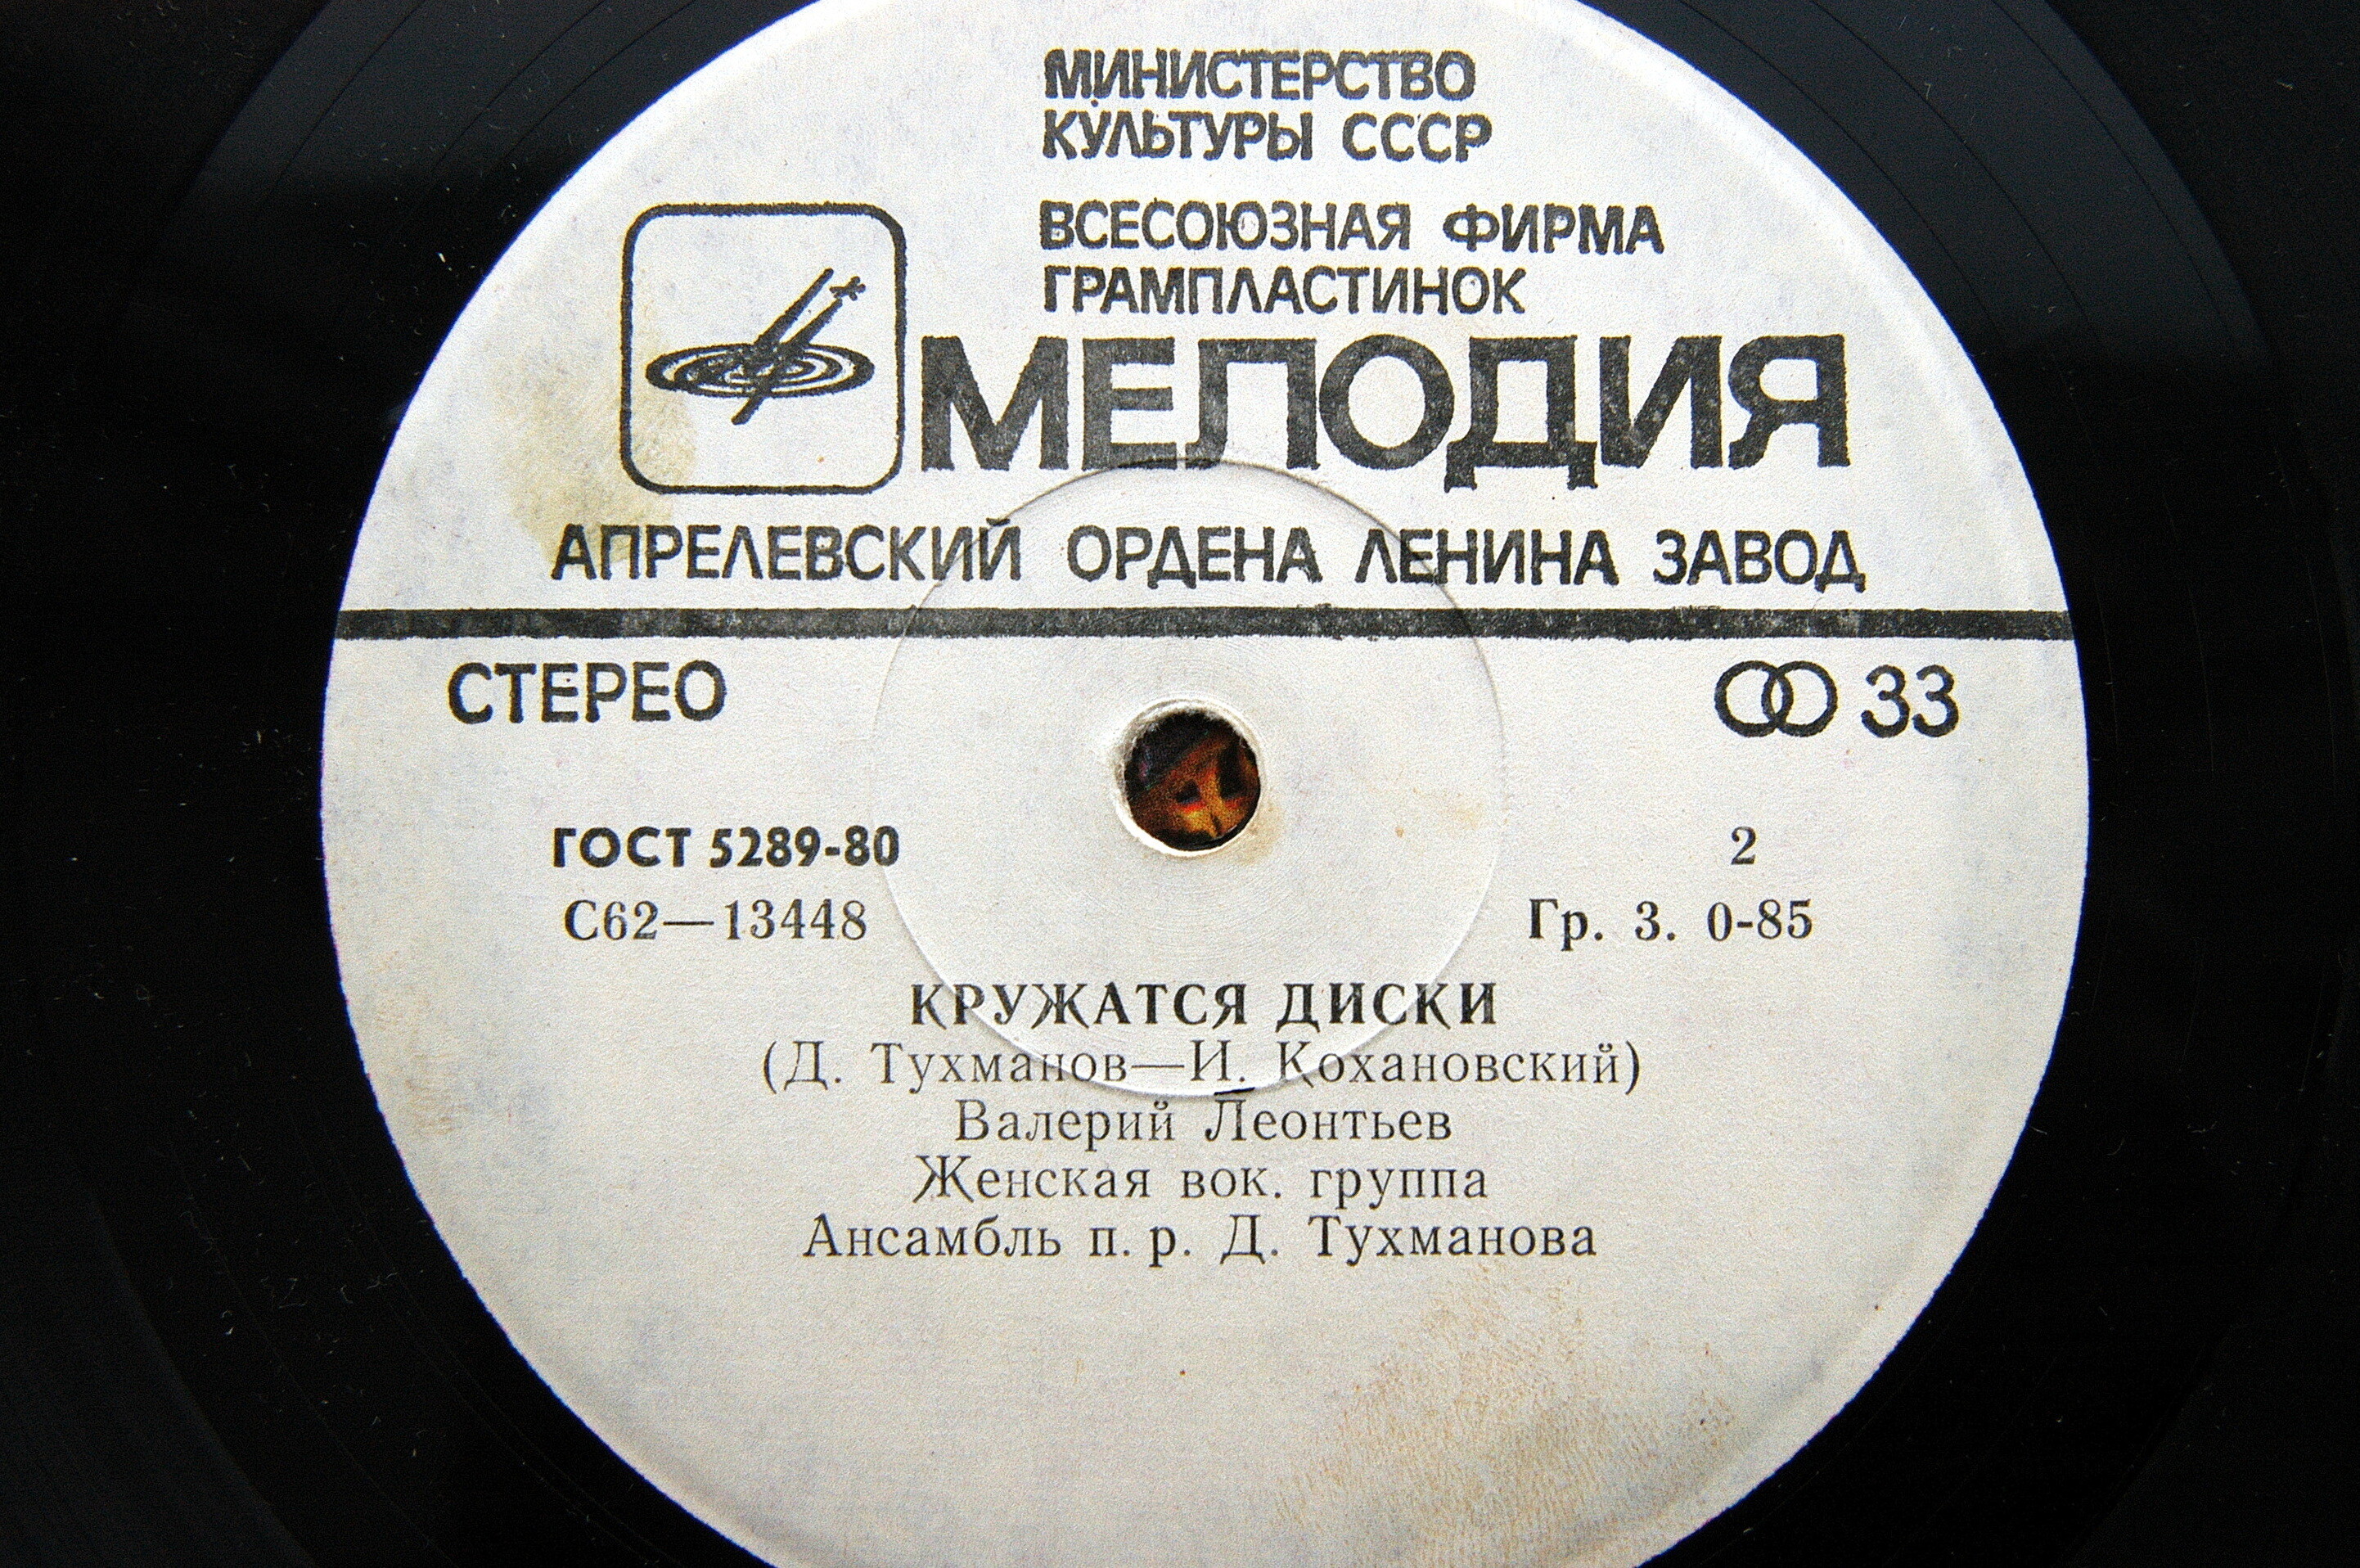 МИНИСТЕРСТВО
КУЛЬТУРЫ СССР
ВСЕСОЮЗНАЯ ФИРМА
ГРАМПЛАСТИНОК
МЕЛОДИЯ
АПРЕЛЕВСКИЙ ОРДЕНА ЛЕНИНА ЗАВОД
СТЕРЕО 33
ГОСТ 5289-80 2
С62—13448 Гр. 3. 0-85
КРУЖАТСЯ ДИСКИ
(Д. Тухманов—И. Кохановский)
Валерий Леонтьев
Женская вок. группа
Ансамбль п. р. Д. Тухманова